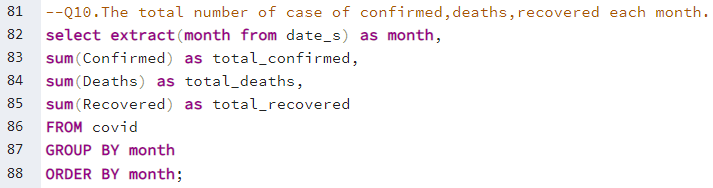 81 --Q10.The total number of case of confirmed,deaths,recovered each month.
82 select extract(month from date_s) as month,
83 sum(Confirmed) as total_confirmed,
84 sum(Deaths) as total_deaths,
85 sum(Recovered) as total_recovered
86 FROM covid
87 GROUP BY month
88 ORDER BY month;